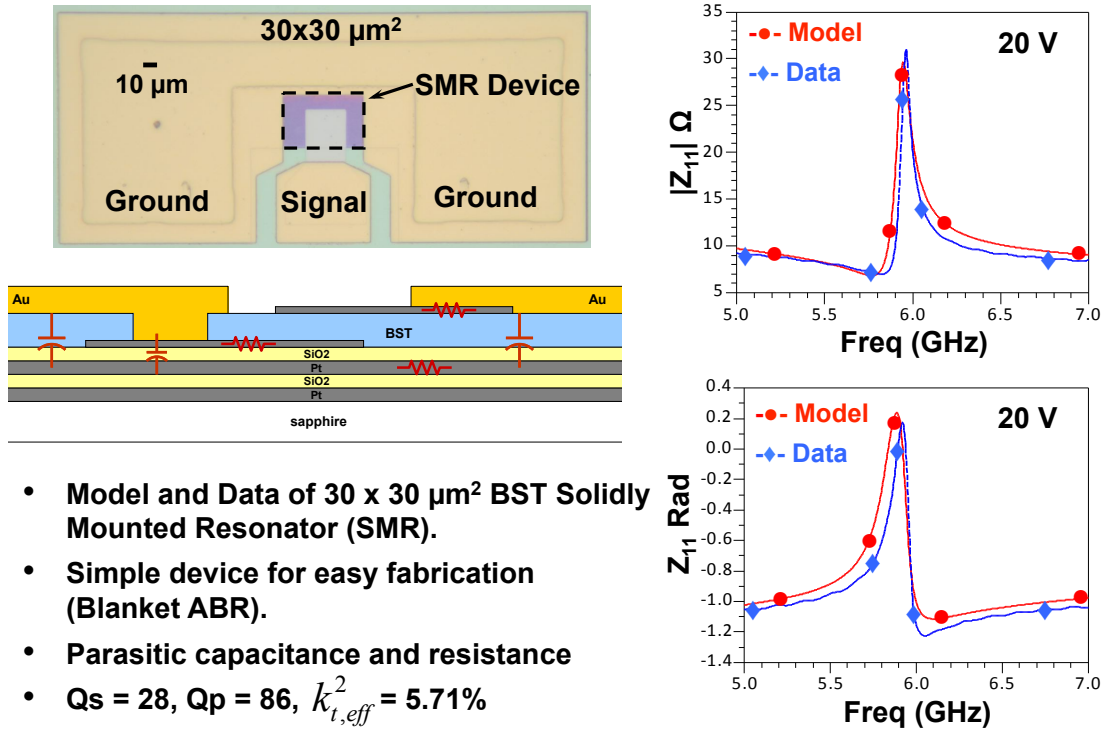 30x30 µm²
10 µm
SMR Device
Ground
Signal
Ground
Au
Au
BST
SiO2
Pt
SiO2
Pt
sapphire
• Model and Data of 30 x 30 µm² BST Solidly
Mounted Resonator (SMR).
• Simple device for easy fabrication
(Blanket ABR).
• Parasitic capacitance and resistance
• Qs = 28, Qp = 86, k²t,eff = 5.71%
35
30
25
20
15
10
5
|Z₁₁| Ω
Model
Data
20 V
5.0 5.5 6.0 6.5 7.0
Freq (GHz)
0.4
0.2
0.0
-0.2
-0.4
-0.6
-0.8
-1.0
-1.2
-1.4
Z₁₁ Rad
Model
Data
20 V
5.0 5.5 6.0 6.5 7.0
Freq (GHz)